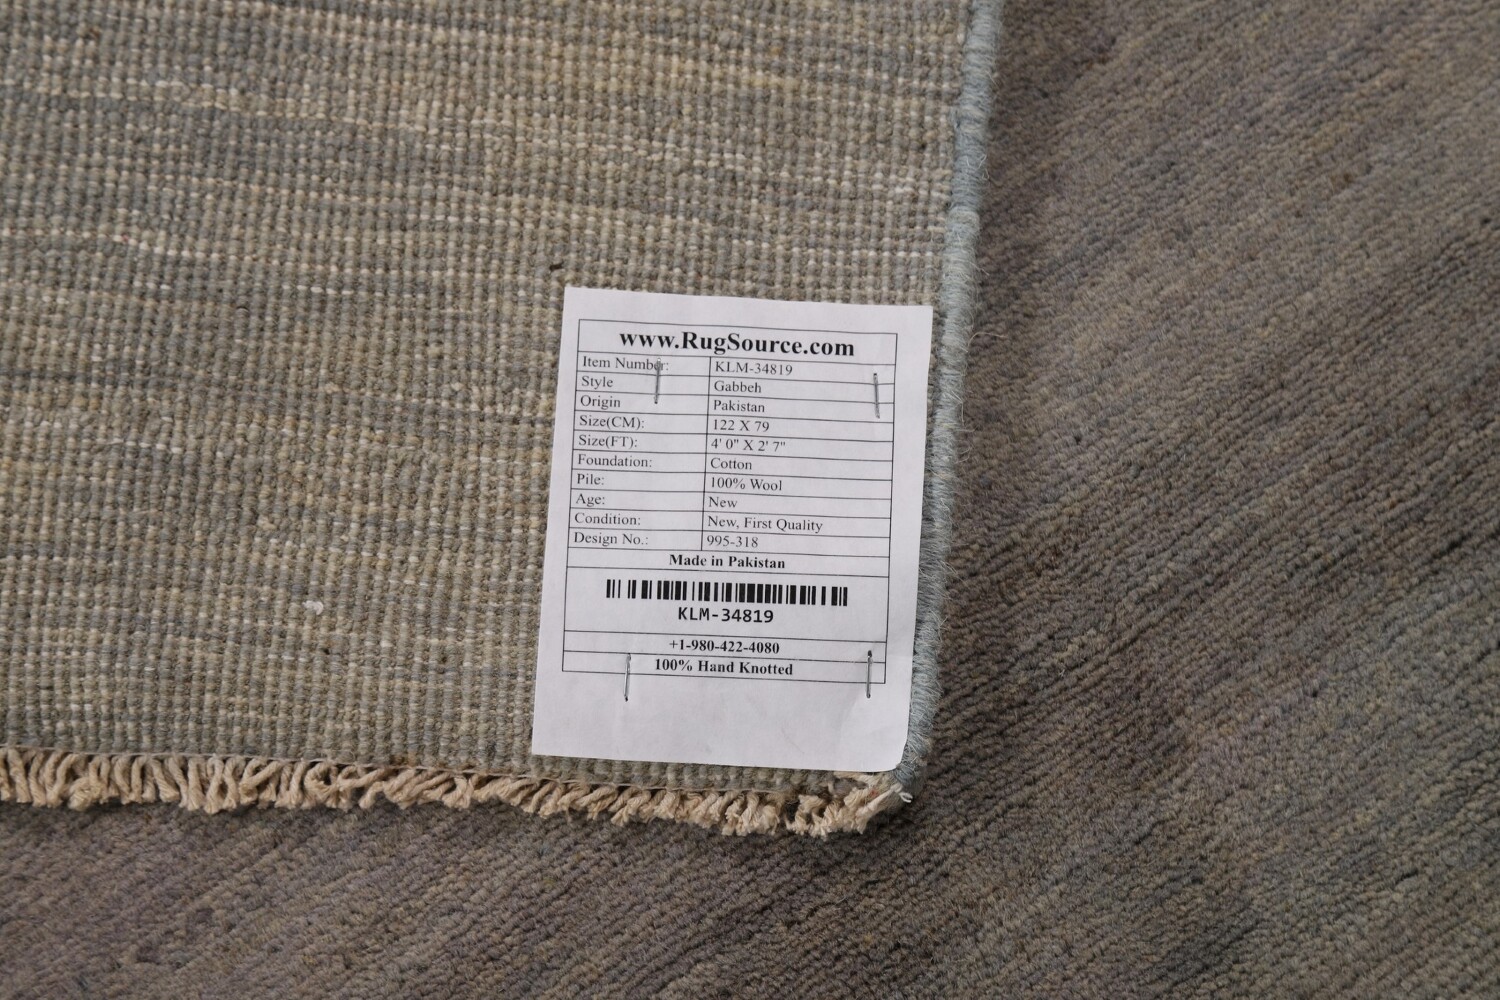 www.RugSource.com
Item Number: KLM-34819
Style Gabbeh
Origin Pakistan
Size(CM): 122 X 79
Size(FT): 4' 0" X 2' 7"
Foundation: Cotton
Pile: 100% Wool
Age: New
Condition: New, First Quality
Design No.: 995-318
Made in Pakistan
KLM-34819
+1-980-422-4080
100% Hand Knotted